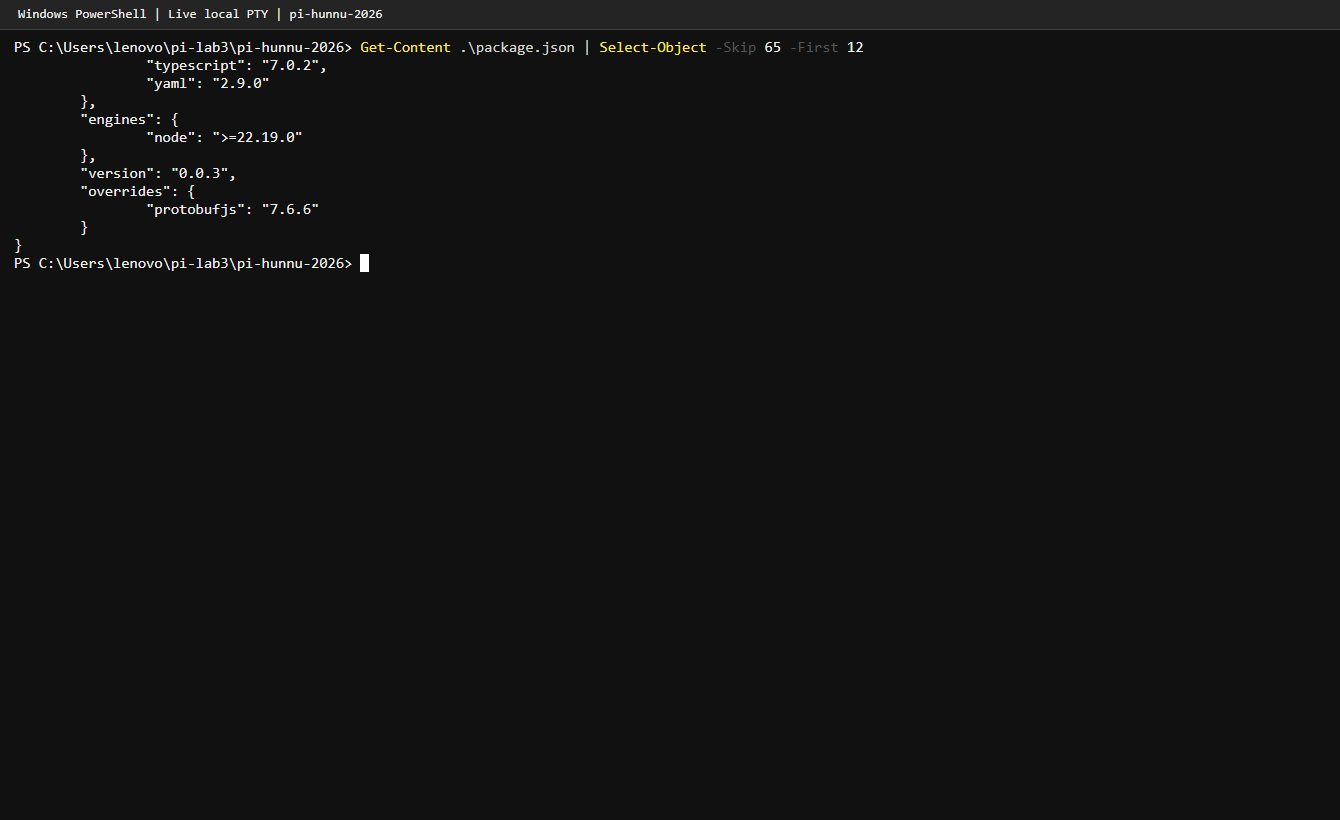 Windows PowerShell | Live local PTY | pi-hunnu-2026
PS C:\Users\lenovo\pi-lab3\pi-hunnu-2026> Get-Content .\package.json | Select-Object -Skip 65 -First 12
                "typescript": "7.0.2",
                "yaml": "2.9.0"
        },
        "engines": {
                "node": ">=22.19.0"
        },
        "version": "0.0.3",
        "overrides": {
                "protobufjs": "7.6.6"
        }
}
PS C:\Users\lenovo\pi-lab3\pi-hunnu-2026>